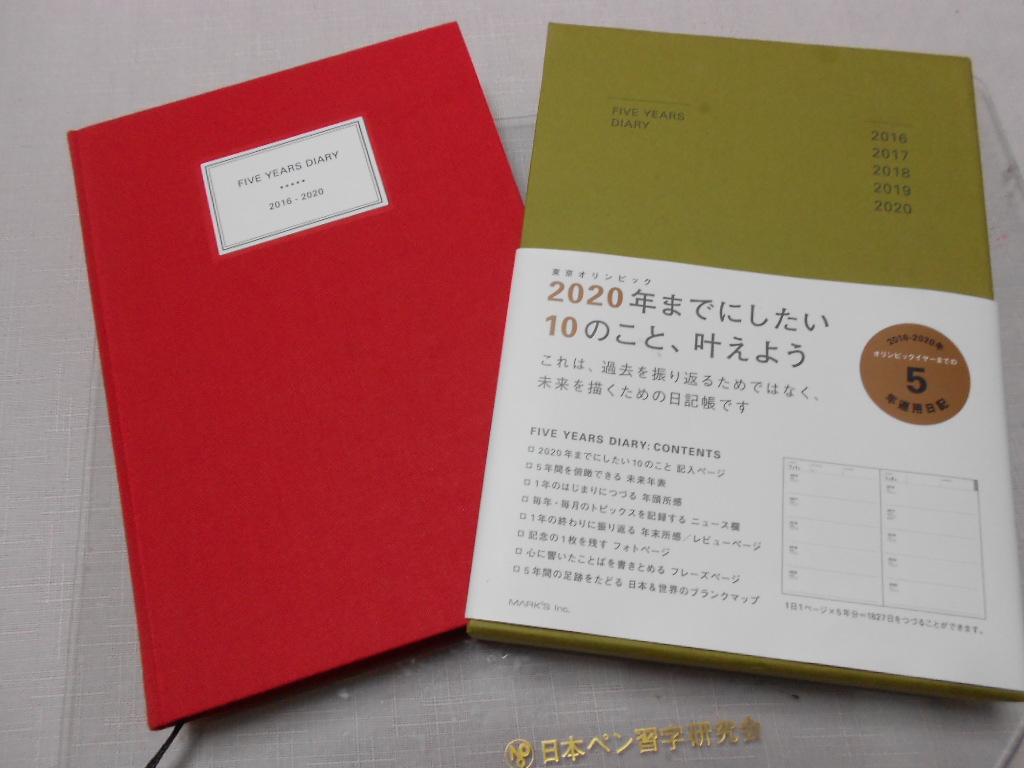 FIVE YEARS DIARY
•••••
2016 - 2020
FIVE YEARS
DIARY
2016
2017
2018
2019
2020
東京オリンピック
2020年までにしたい
10のこと、叶えよう
これは、過去を振り返るためではなく、
未来を描くための日記帳です
2016-2020年
オリンピックイヤーまでの
5
年連用日記
FIVE YEARS DIARY: CONTENTS
□ 2020年までにしたい10のこと 記入ページ
□ 5年間を俯瞰できる 未来年表
□ 1年のはじまりにつづる 年頭所感
□ 毎年・毎月のトピックスを記録する ニュース欄
□ 1年の終わりに振り返る 年末所感／レビューページ
□ 記念の1枚を残す フォトページ
□ 心に響いたことばを書きとめる フレーズページ
□ 5年間の足跡をたどる 日本＆世界のブランクマップ
1日1ページ×5年分＝1827日をつづることができます。
MARK'S Inc.
日本ペン習字研究会